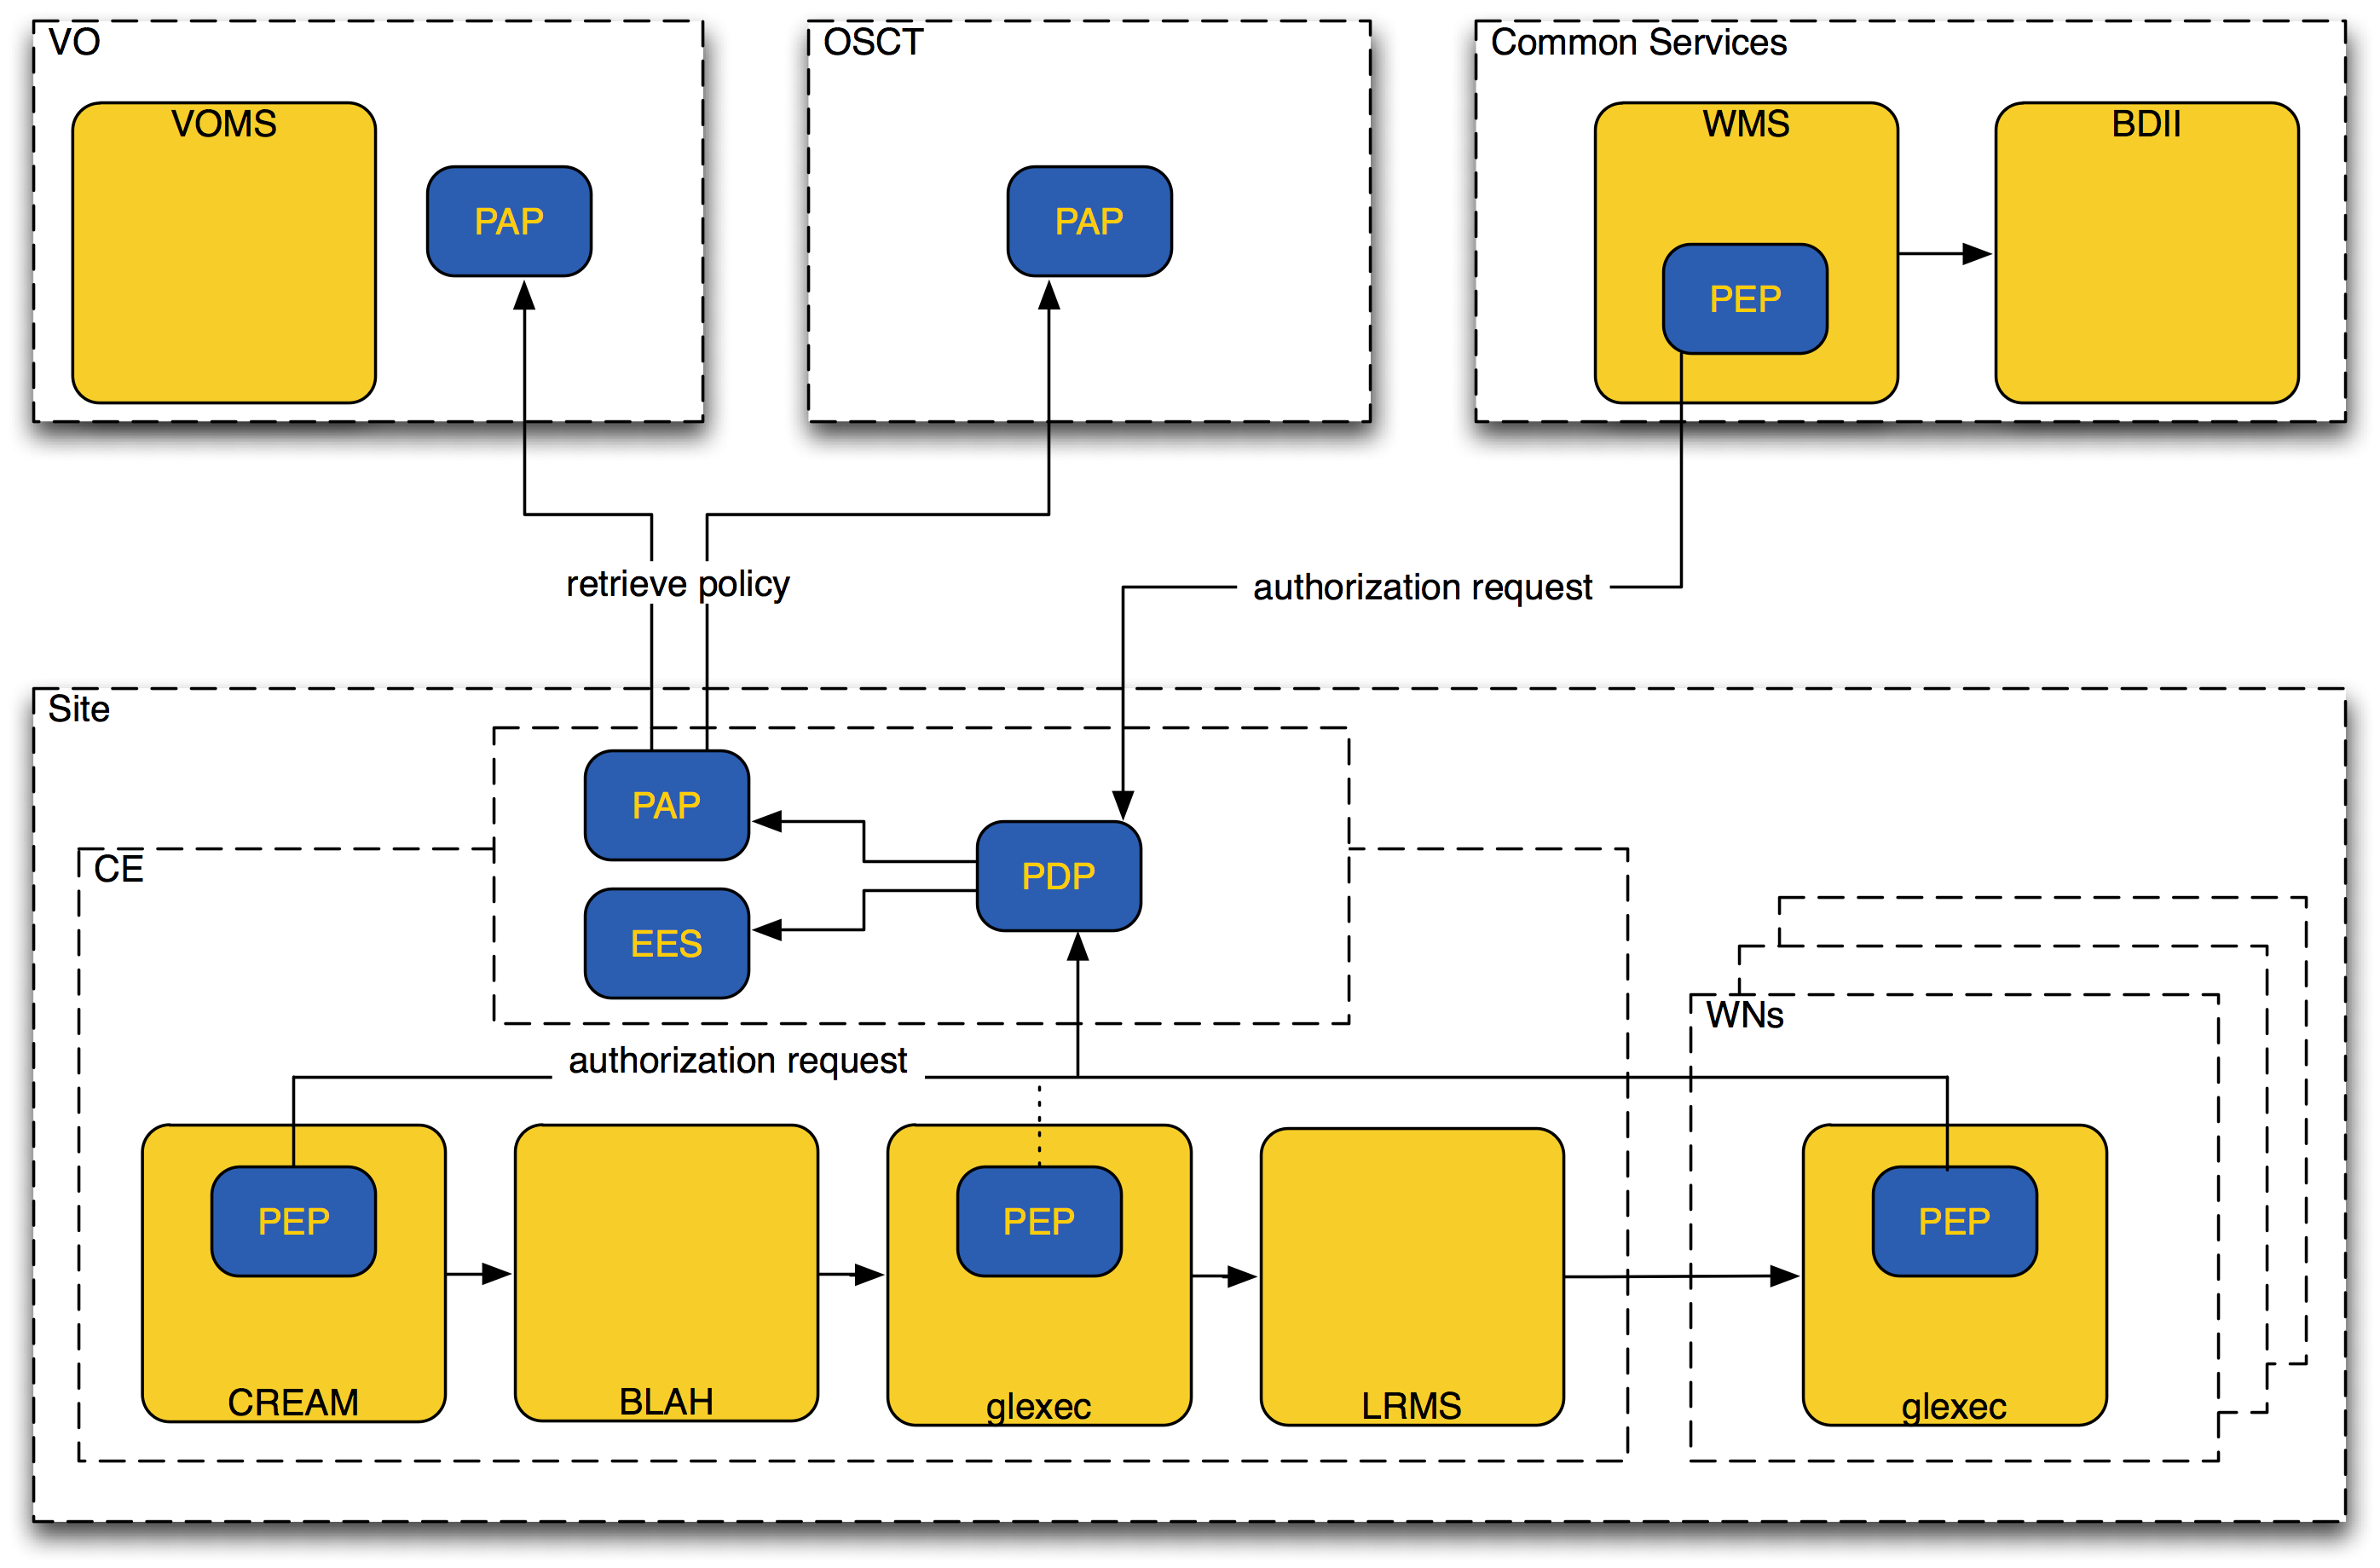 VO
OSCT
Common Services
VOMS
WMS
BDII
PAP
PAP
PEP
retrieve policy
authorization request
Site
PAP
CE
PDP
EES
WNs
authorization request
PEP
PEP
PEP
CREAM
BLAH
glexec
LRMS
glexec